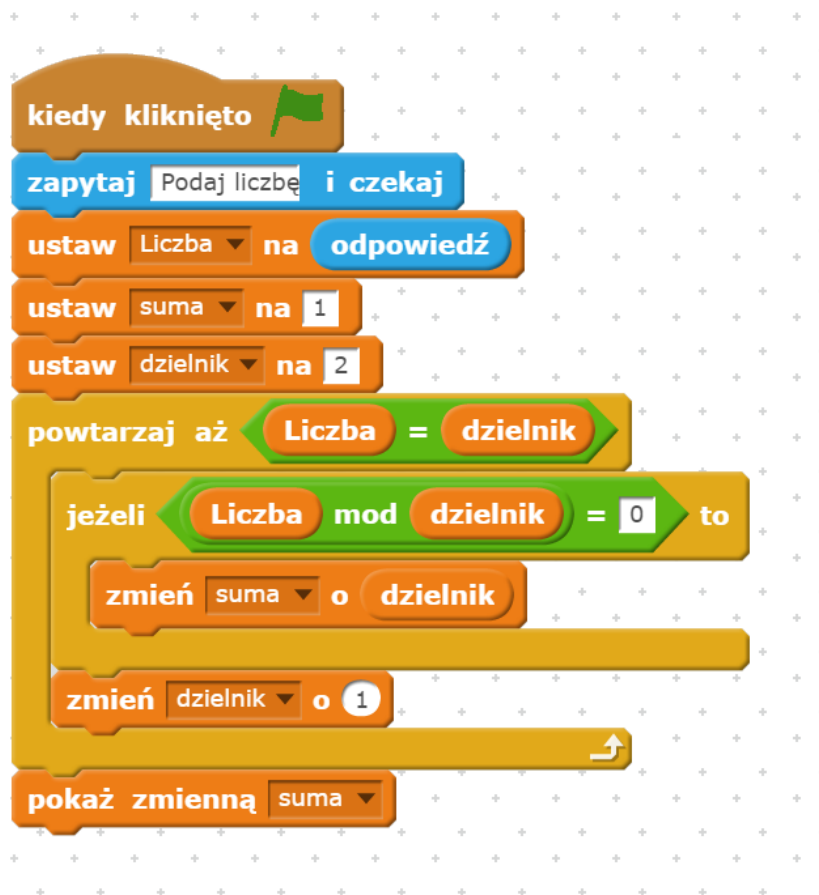 kiedy kliknięto
zapytaj Podaj liczbę i czekaj
ustaw Liczba na odpowiedź
ustaw suma na 1
ustaw dzielnik na 2
powtarzaj aż Liczba = dzielnik
jeżeli Liczba mod dzielnik = 0 to
zmień suma o dzielnik
zmień dzielnik o 1
pokaż zmienną suma